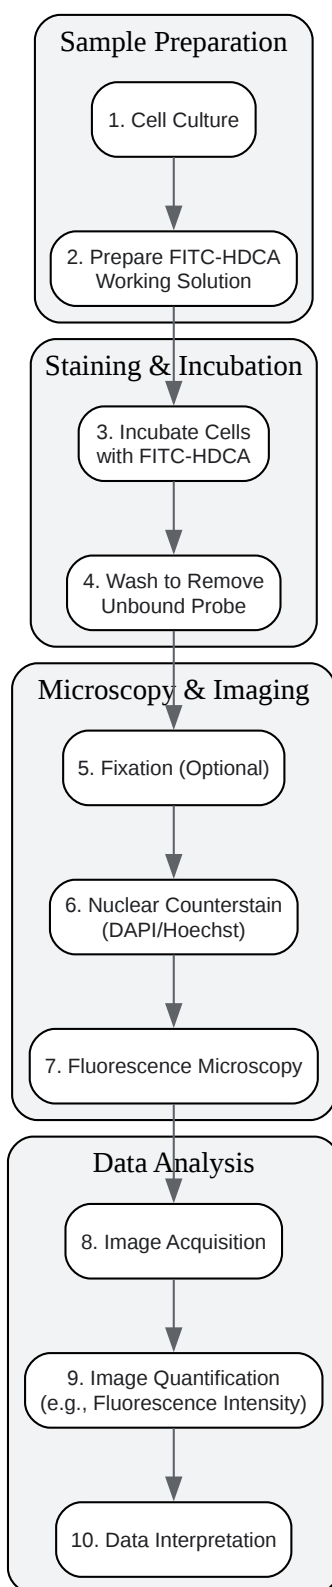 Sample Preparation
1. Cell Culture
2. Prepare FITC-HDCA
Working Solution
Staining & Incubation
3. Incubate Cells
with FITC-HDCA
4. Wash to Remove
Unbound Probe
Microscopy & Imaging
5. Fixation (Optional)
6. Nuclear Counterstain
(DAPI/Hoechst)
7. Fluorescence Microscopy
Data Analysis
8. Image Acquisition
9. Image Quantification
(e.g., Fluorescence Intensity)
10. Data Interpretation